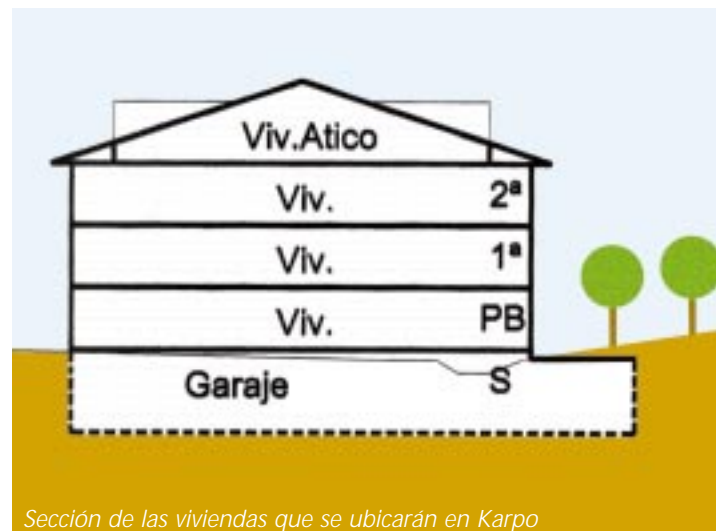 Viv.Atico
Viv. 2ª
Viv. 1ª
Viv. PB
Garaje S
Sección de las viviendas que se ubicarán en Karpo